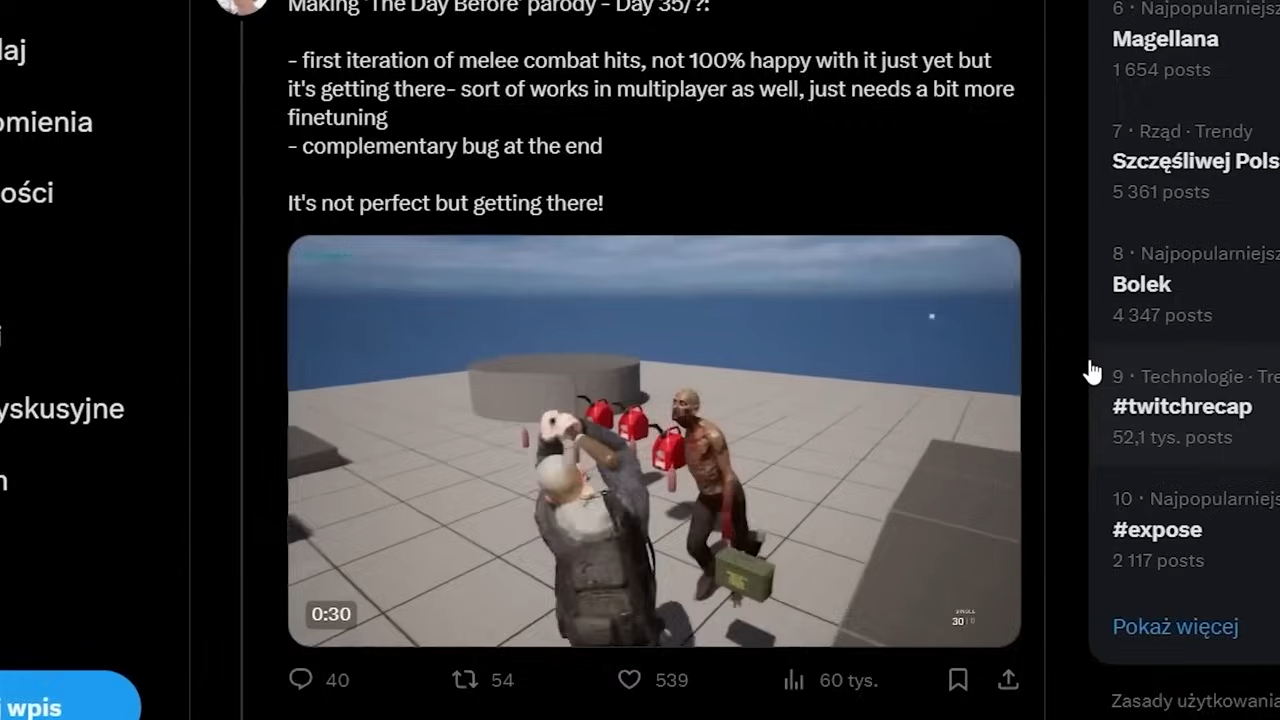 laj
omienia
ości
j
yskusyjne
n
j wpis
Making 'The Day Before' parody - Day 35/?:
- first iteration of melee combat hits, not 100% happy with it just yet but
it's getting there- sort of works in multiplayer as well, just needs a bit more
finetuning
- complementary bug at the end
It's not perfect but getting there!
0:30
30
40
54
539
60 tys.
6 · Najpopularniejsz
Magellana
1 654 posts
7 · Rząd · Trendy
Szczęśliwej Pols
5 361 posts
8 · Najpopularniejsz
Bolek
4 347 posts
9 · Technologie · Tre
#twitchrecap
52,1 tys. posts
10 · Najpopularniejs
#expose
2 117 posts
Pokaż więcej
Zasady użytkowania